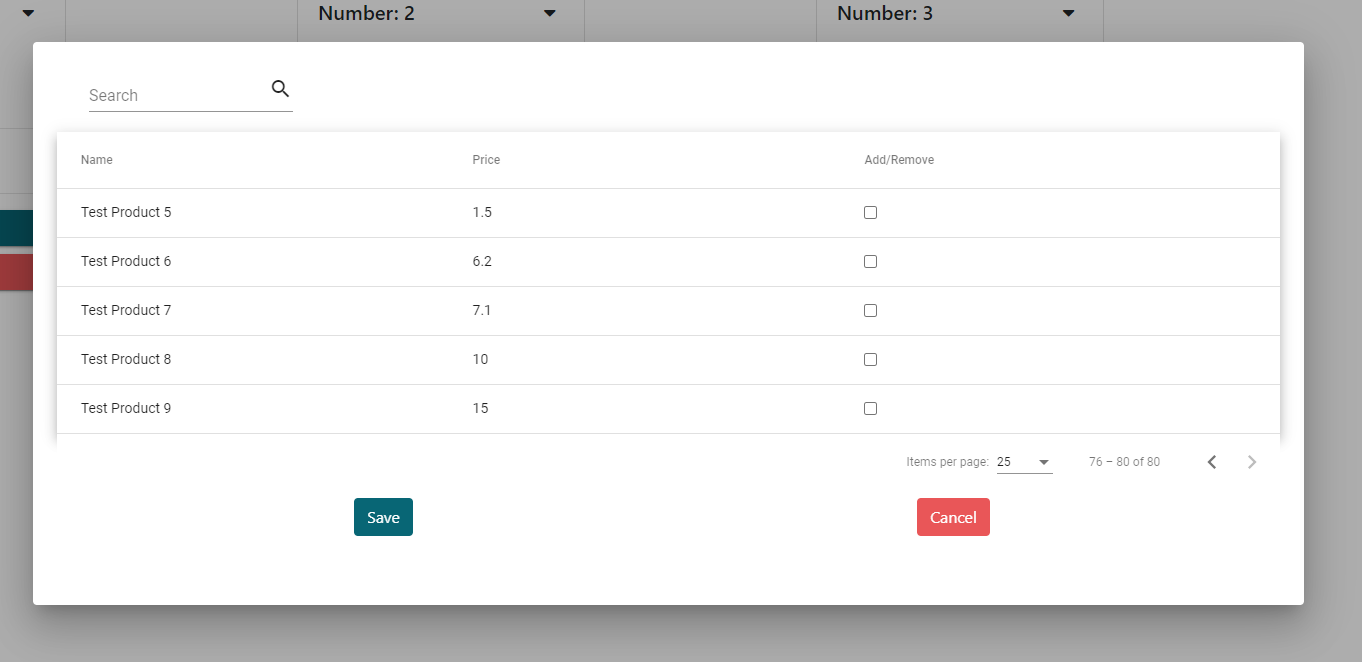 Number: 2 Number: 3
Search
Name Price Add/Remove
Test Product 5 1.5
Test Product 6 6.2
Test Product 7 7.1
Test Product 8 10
Test Product 9 15
Items per page: 25 76 – 80 of 80
Save Cancel